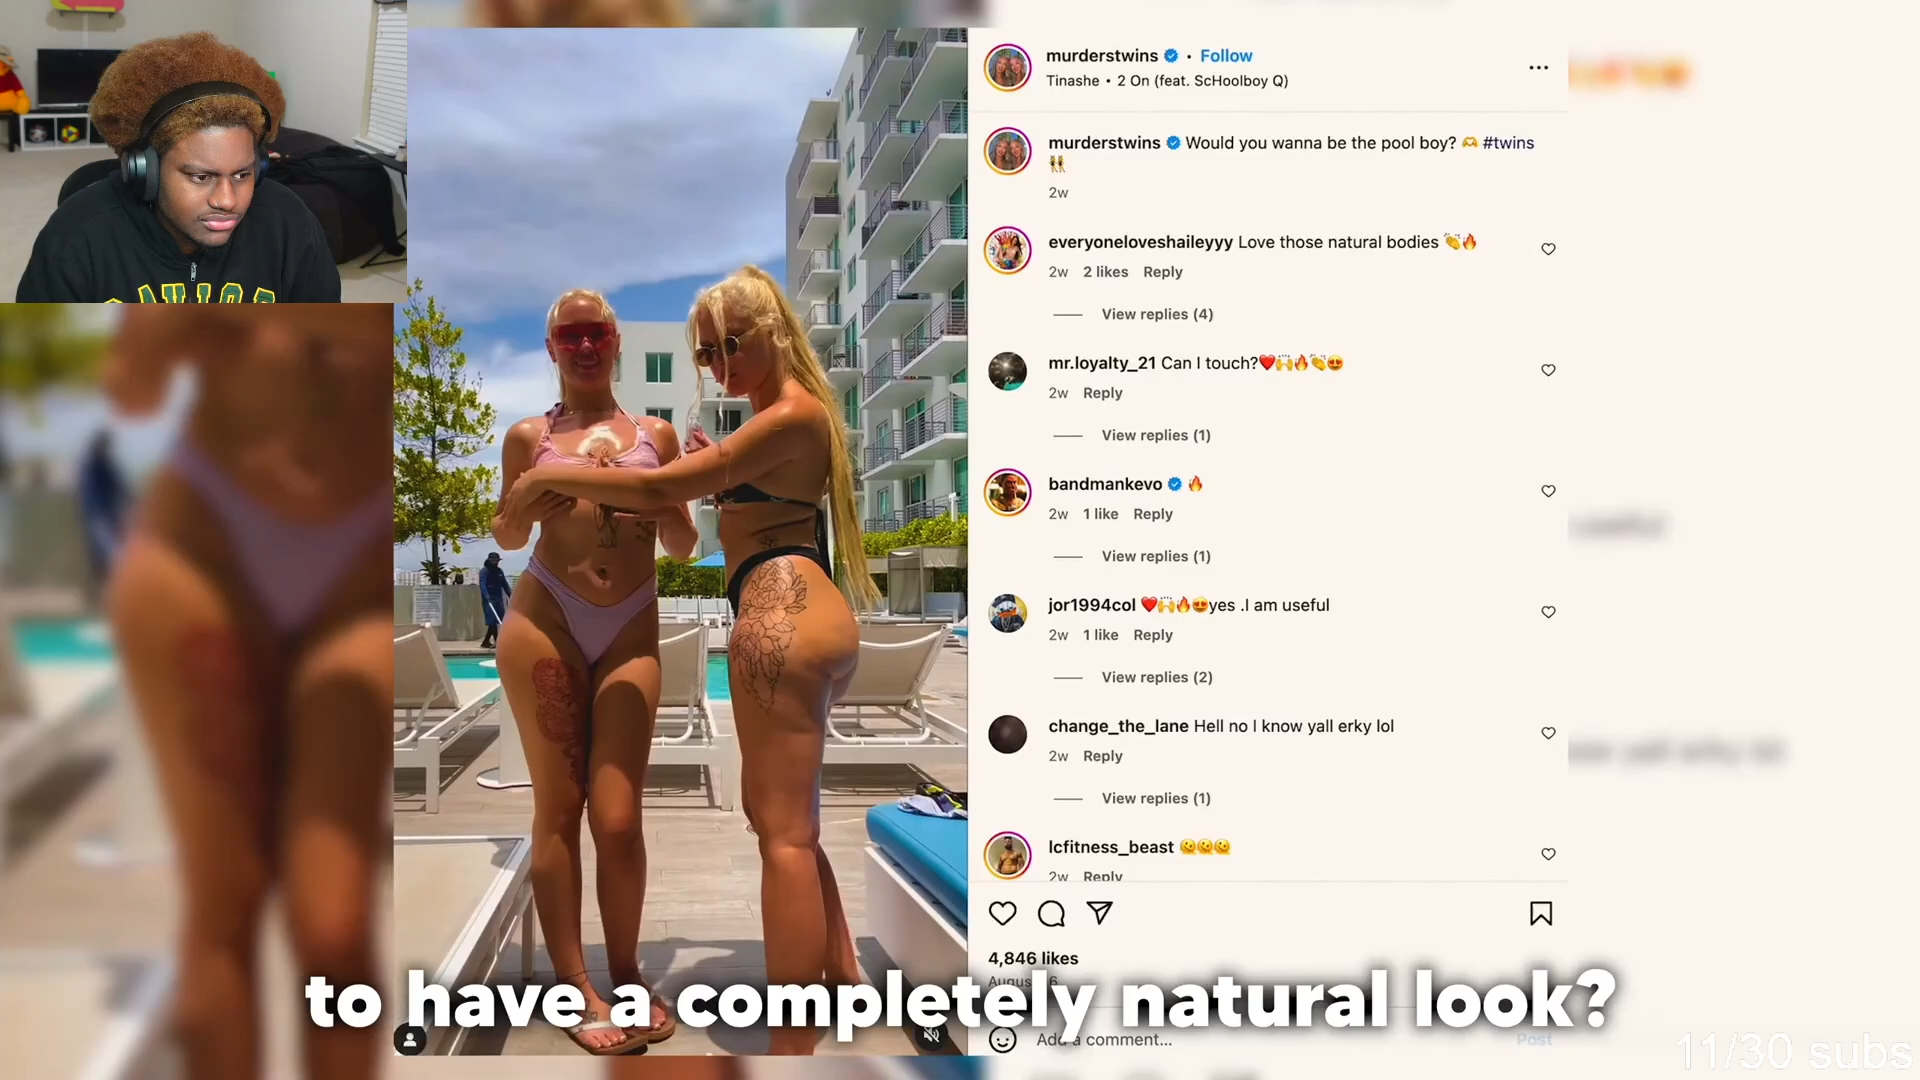 murderstwins • Follow
Tinashe • 2 On (feat. ScHoolboy Q)
murderstwins Would you wanna be the pool boy? 🫶 #twins
👯
2w
everyoneloveshaileyyy Love those natural bodies 👏🔥
2w 2 likes Reply
View replies (4)
mr.loyalty_21 Can I touch?❤️🙌🔥👏😍
2w Reply
View replies (1)
bandmankevo 🔥
2w 1 like Reply
View replies (1)
jor1994col ❤️🙌🔥😍yes .I am useful
2w 1 like Reply
View replies (2)
change_the_lane Hell no I know yall erky lol
2w Reply
View replies (1)
lcfitness_beast 🫠🫠🫠
2w Reply
4,846 likes
to have a completely natural look?
Add a comment...
Post
11/30 subs